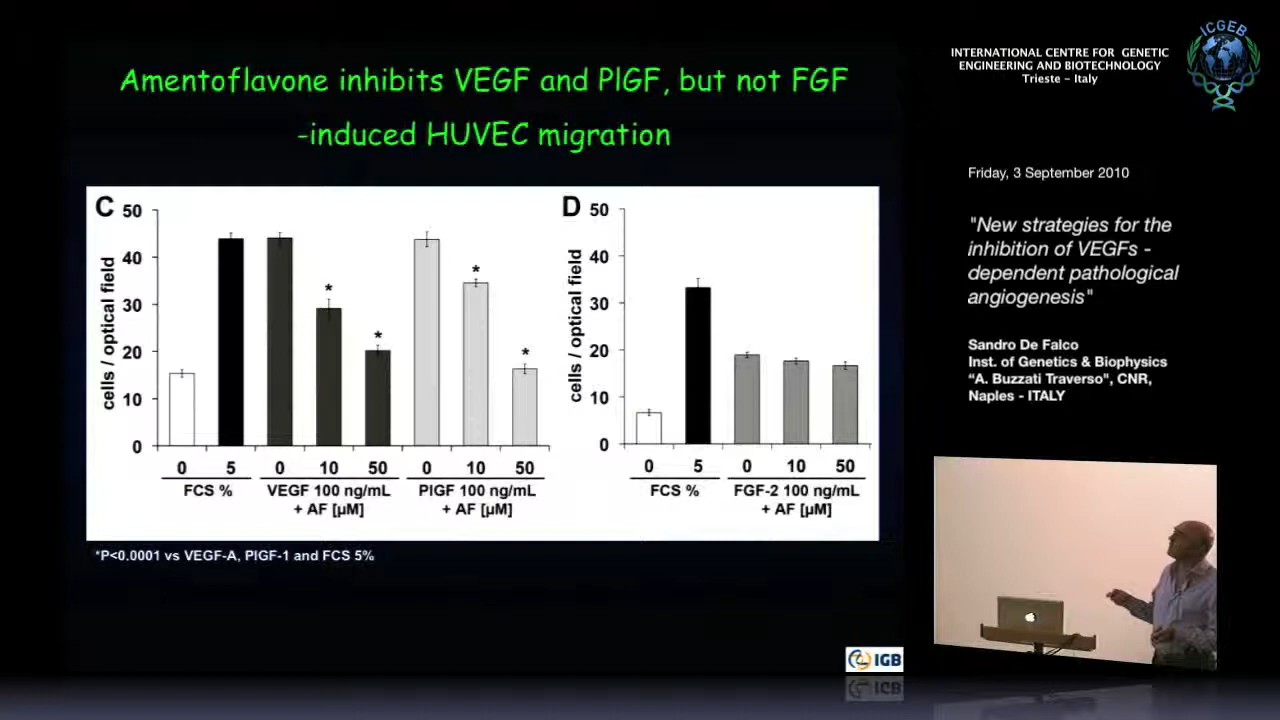 Amentoflavone inhibits VEGF and PlGF, but not FGF
-induced HUVEC migration
C
50
40
30
20
10
0
cells / optical field
*
*
*
*
0 5 0 10 50 0 10 50
FCS %
VEGF 100 ng/mL
+ AF [µM]
PlGF 100 ng/mL
+ AF [µM]
D
50
40
30
20
10
0
cells / optical field
0 5 0 10 50
FCS %
FGF-2 100 ng/mL
+ AF [µM]
*P<0.0001 vs VEGF-A, PlGF-1 and FCS 5%
IGB
INTERNATIONAL CENTRE FOR GENETIC
ENGINEERING AND BIOTECHNOLOGY
Trieste - Italy
ICGEB
Friday, 3 September 2010
"New strategies for the
inhibition of VEGFs -
dependent pathological
angiogenesis"
Sandro De Falco
Inst. of Genetics & Biophysics
“A. Buzzati Traverso", CNR,
Naples - ITALY